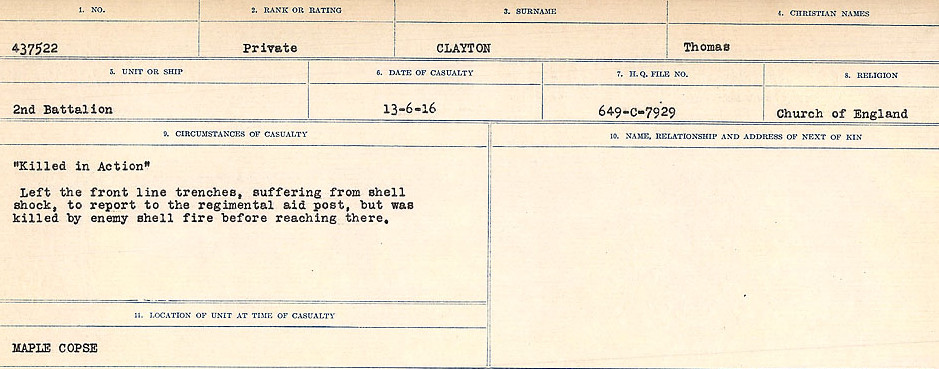 1. NO. 2. RANK OR RATING 3. SURNAME 4. CHRISTIAN NAMES
437522 Private CLAYTON Thomas
5. UNIT OR SHIP 6. DATE OF CASUALTY 7. H.Q. FILE NO. 8. RELIGION
2nd Battalion 13-6-16 649-C-7929 Church of England
9. CIRCUMSTANCES OF CASUALTY 10. NAME, RELATIONSHIP AND ADDRESS OF NEXT OF KIN
"Killed in Action"
Left the front line trenches, suffering from shell
shock, to report to the regimental aid post, but was
killed by enemy shell fire before reaching there.
11. LOCATION OF UNIT AT TIME OF CASUALTY
MAPLE COPSE